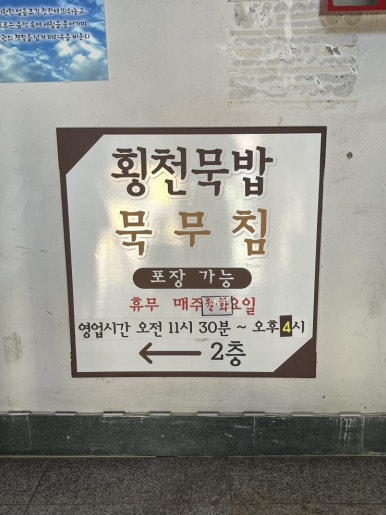 횡천묵밥
묵무침
포장 가능
휴무 매주 월 화요일
영업시간 오전 11시 30분 ~ 오후 4시
2층